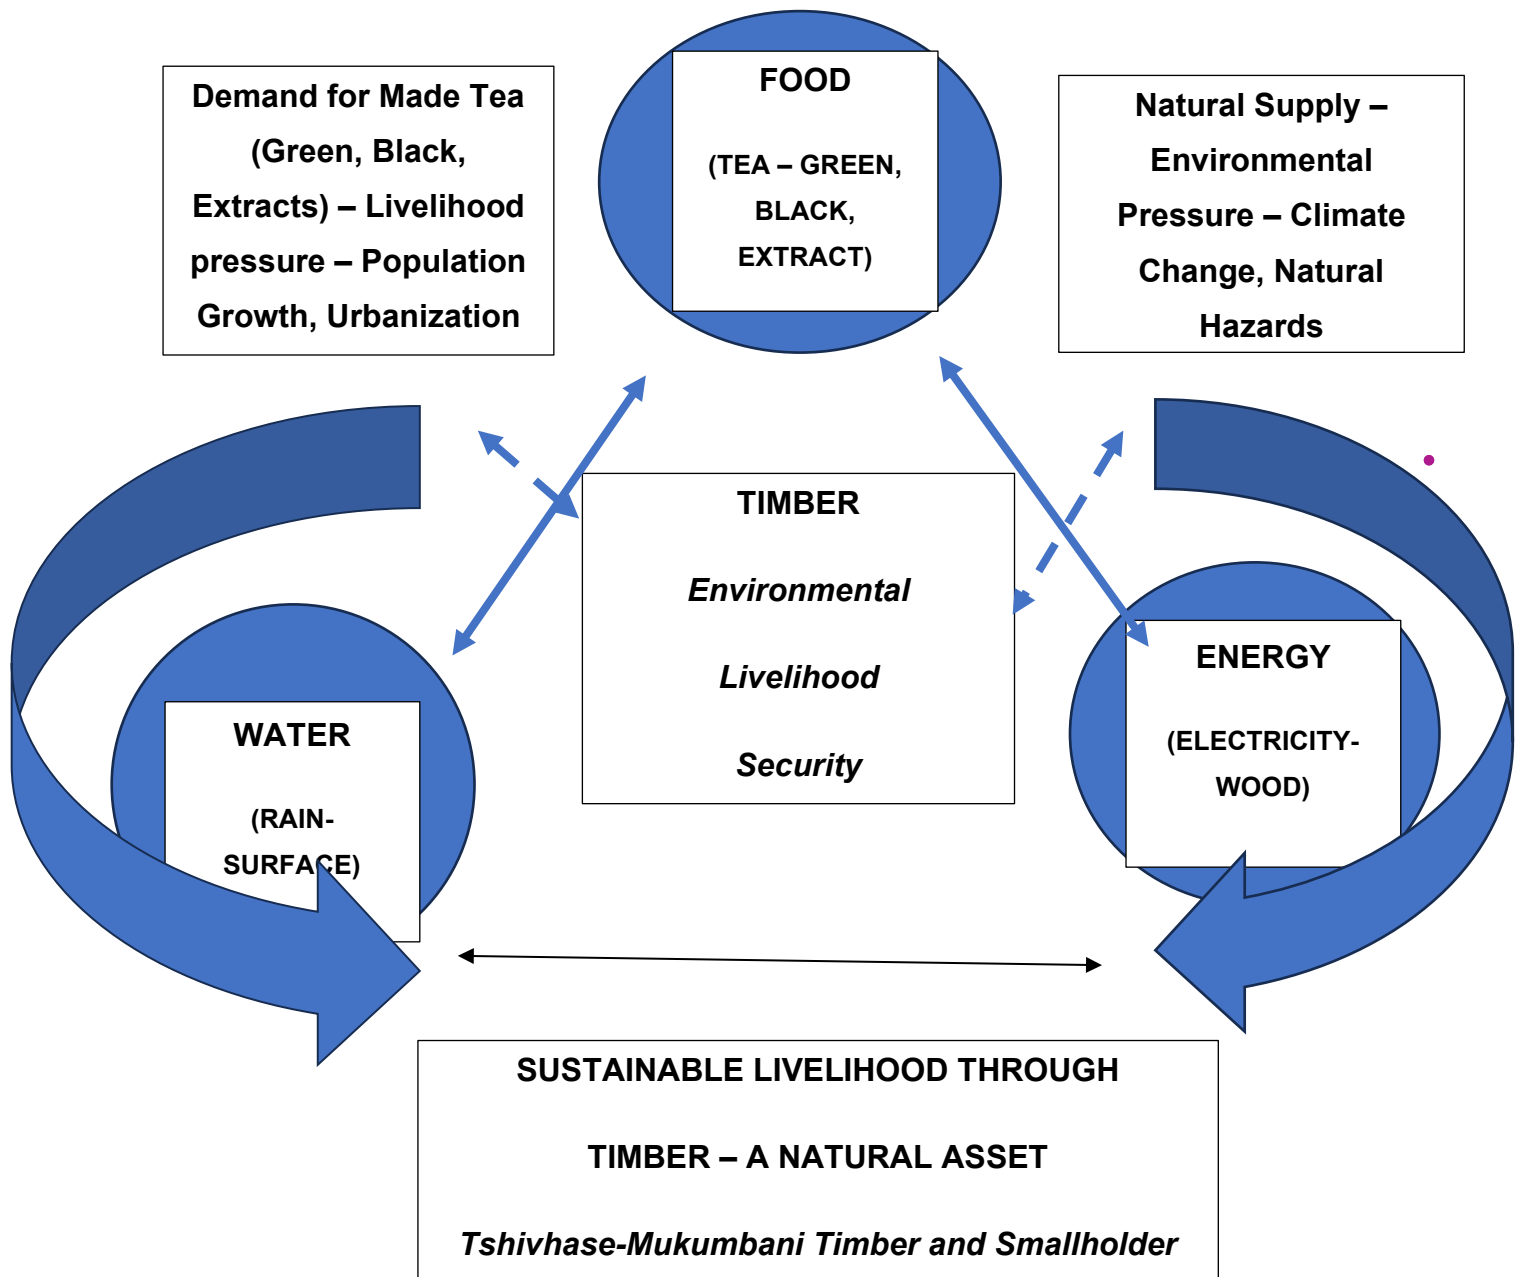 Demand for Made Tea
(Green, Black,
Extracts) – Livelihood
pressure – Population
Growth, Urbanization
FOOD
(TEA – GREEN,
BLACK,
EXTRACT)
Natural Supply –
Environmental
Pressure – Climate
Change, Natural
Hazards
TIMBER
Environmental
Livelihood
Security
WATER
(RAIN-
SURFACE)
ENERGY
(ELECTRICITY-
WOOD)
SUSTAINABLE LIVELIHOOD THROUGH
TIMBER – A NATURAL ASSET
Tshivhase-Mukumbani Timber and Smallholder